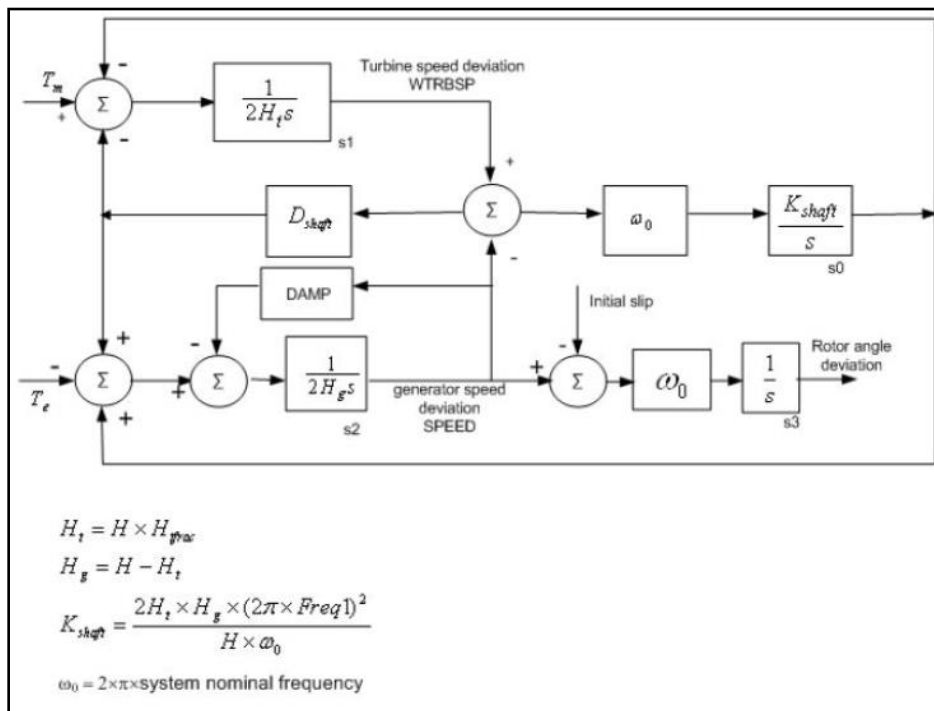 -
T_m
+
Σ
-
1
2H_t s
s1
Turbine speed deviation
WTRBSP
+
D_shaft
Σ
-
ω_0
K_shaft
s
s0
DAMP
Initial slip
-
+
-
Σ
T_e
+
-
+
Σ
1
2H_g s
s2
generator speed
deviation
SPEED
+
-
Σ
ω_0
1
s
s3
Rotor angle
deviation
H_t = H × H_tfrac
H_g = H − H_t
K_shaft = 2H_t × H_g × (2π × Freq1)²
H × ω_0
ω_0 = 2×π×system nominal frequency